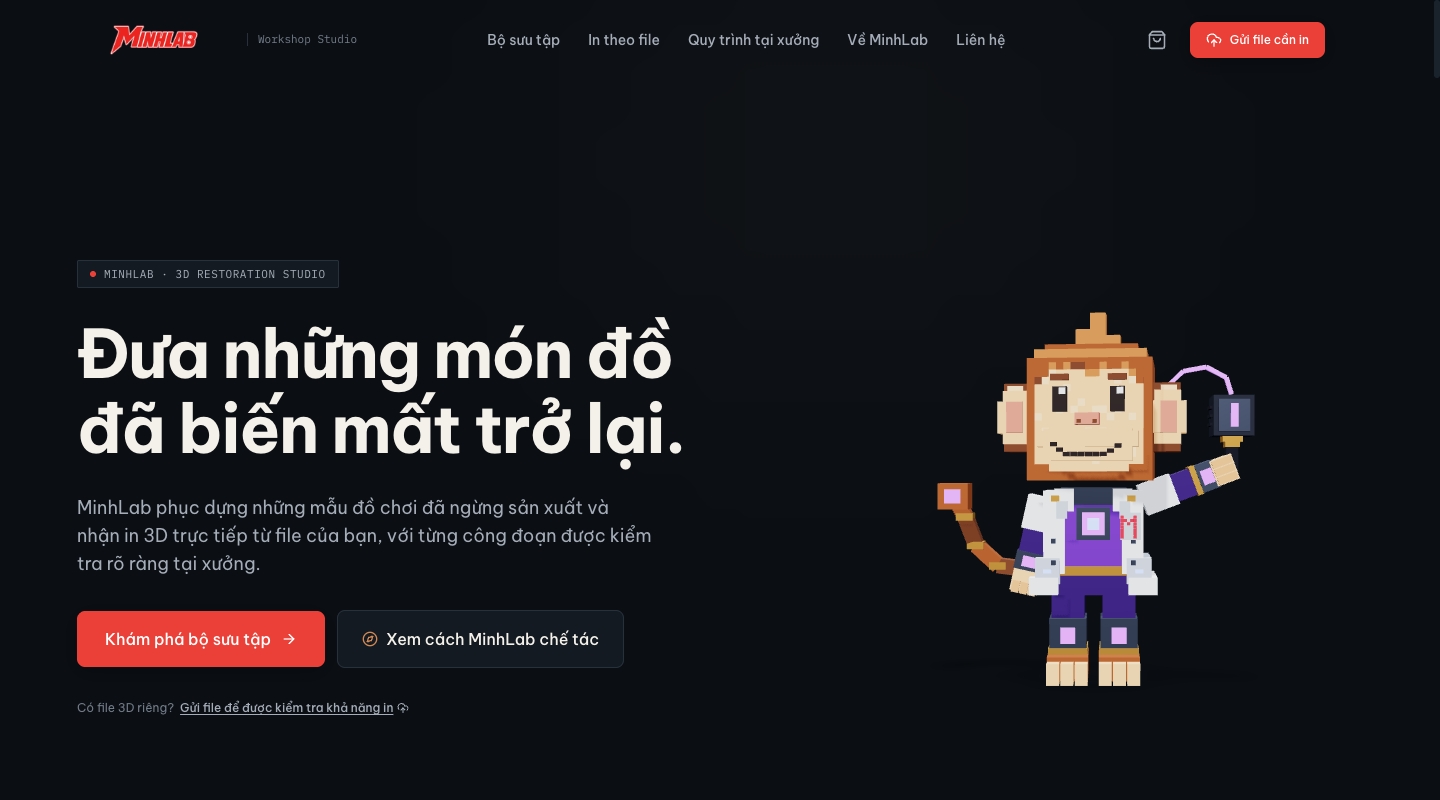 MINHLAB
Workshop Studio
Bộ sưu tập
In theo file
Quy trình tại xưởng
Về MinhLab
Liên hệ
Gửi file cần in
MINHLAB · 3D RESTORATION STUDIO
Đưa những món đồ
đã biến mất trở lại.
MinhLab phục dựng những mẫu đồ chơi đã ngừng sản xuất và
nhận in 3D trực tiếp từ file của bạn, với từng công đoạn được kiểm
tra rõ ràng tại xưởng.
Khám phá bộ sưu tập
Xem cách MinhLab chế tác
Có file 3D riêng? Gửi file để được kiểm tra khả năng in